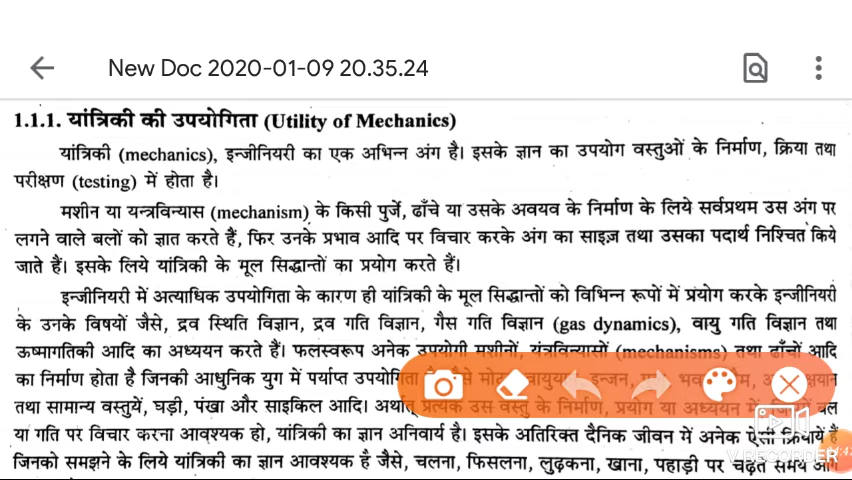 New Doc 2020-01-09 20.35.24
1.1.1. यांत्रिकी की उपयोगिता (Utility of Mechanics)
यांत्रिकी (mechanics), इन्जीनियरी का एक अभिन्न अंग है। इसके ज्ञान का उपयोग वस्तुओं के निर्माण, क्रिया तथा
परीक्षण (testing) में होता है।
मशीन या यन्त्रविन्यास (mechanism) के किसी पुर्जे, ढाँचे या उसके अवयव के निर्माण के लिये सर्वप्रथम उस अंग पर
लगने वाले बलों को ज्ञात करते हैं, फिर उनके प्रभाव आदि पर विचार करके अंग का साइज़ तथा उसका पदार्थ निश्चित किये
जाते हैं। इसके लिये यांत्रिकी के मूल सिद्धान्तों का प्रयोग करते हैं।
इन्जीनियरी में अत्याधिक उपयोगिता के कारण ही यांत्रिकी के मूल सिद्धान्तों को विभिन्न रूपों में प्रयोग करके इन्जीनियरी
के उनके विषयों जैसे, द्रव स्थिति विज्ञान, द्रव गति विज्ञान, गैस गति विज्ञान (gas dynamics), वायु गति विज्ञान तथा
ऊष्मागतिकी आदि का अध्ययन करते हैं। फलस्वरूप अनेक उपयोगी मशीनों, यंत्रविन्यासों (mechanisms) तथा ढाँचों आदि
का निर्माण होता है जिनकी आधुनिक युग में पर्याप्त उपयोगिता
तथा सामान्य वस्तुयें, घड़ी, पंखा और साइकिल आदि। अर्थात् प्रत्येक उस वस्तु के निर्माण, प्रयोग या अध्ययन में चल
या गति पर विचार करना आवश्यक हो, यांत्रिकी का ज्ञान अनिवार्य है। इसके अतिरिक्त दैनिक जीवन में अनेक ऐसी क्रियायें हैं
जिनको समझने के लिये यांत्रिकी का ज्ञान आवश्यक है जैसे, चलना, फिसलना, लुढ़कना, खाना, पहाड़ी पर चढ़ते समय आगे
V RECORDER